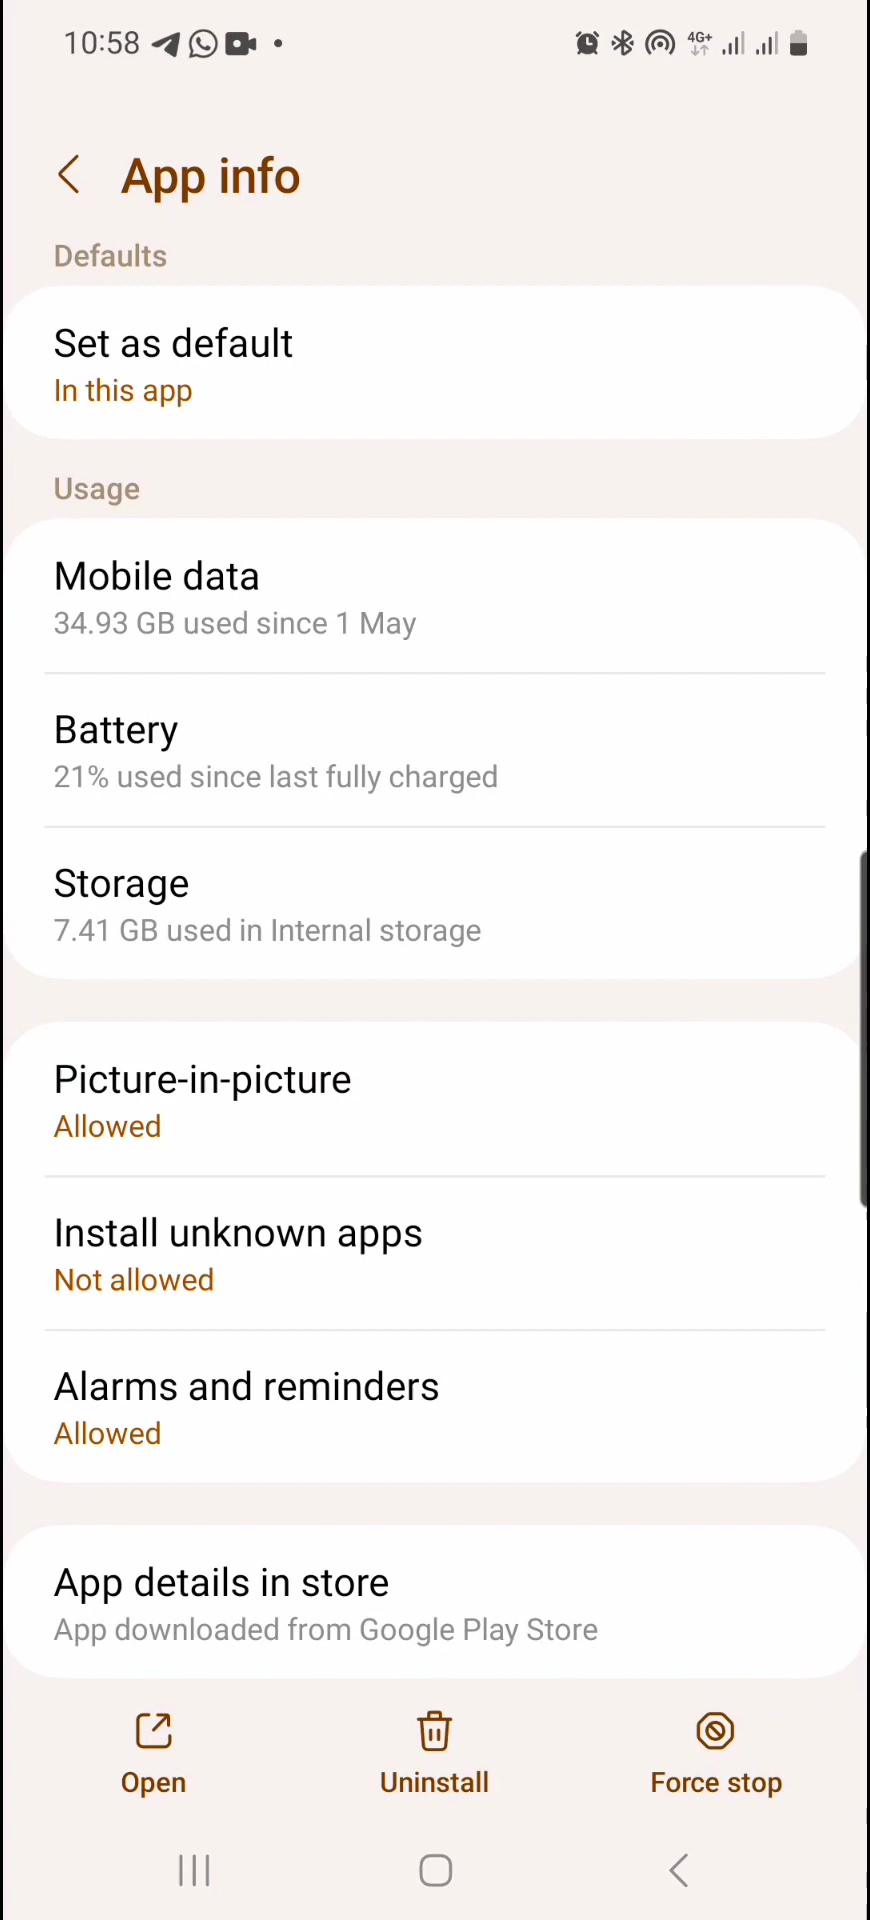 10:58
4G+
App info
Defaults
Set as default
In this app
Usage
Mobile data
34.93 GB used since 1 May
Battery
21% used since last fully charged
Storage
7.41 GB used in Internal storage
Picture-in-picture
Allowed
Install unknown apps
Not allowed
Alarms and reminders
Allowed
App details in store
App downloaded from Google Play Store
Open
Uninstall
Force stop